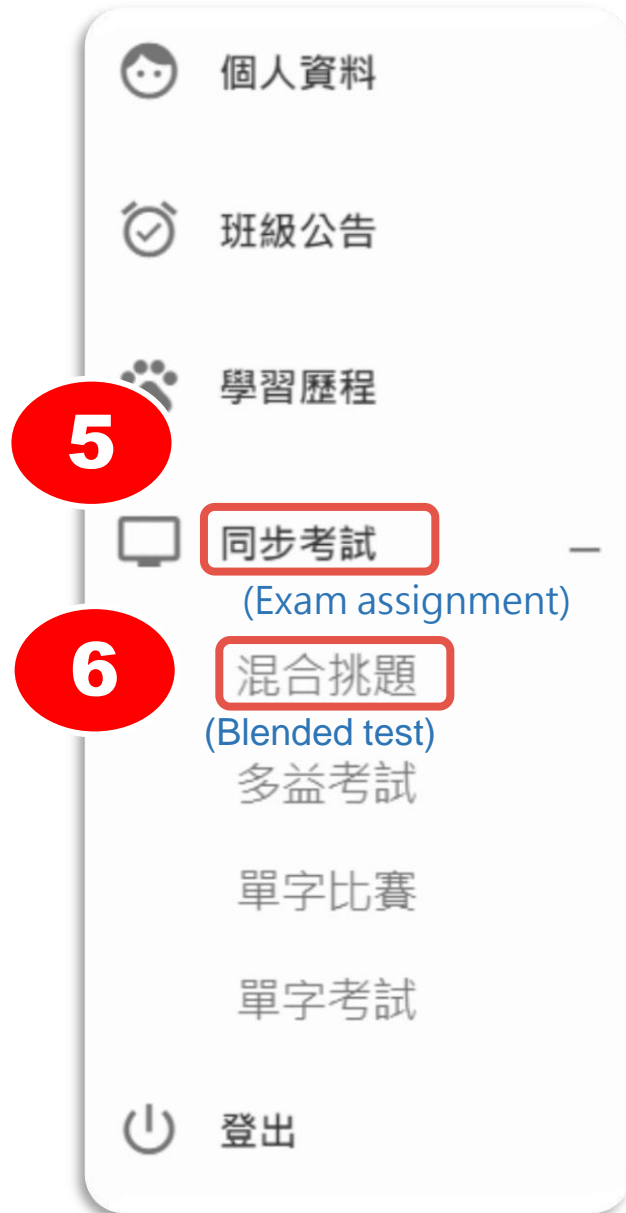 個人資料
班級公告
學習歷程
5
同步考試
(Exam assignment)
6
混合挑題
(Blended test)
多益考試
單字比賽
單字考試
登出